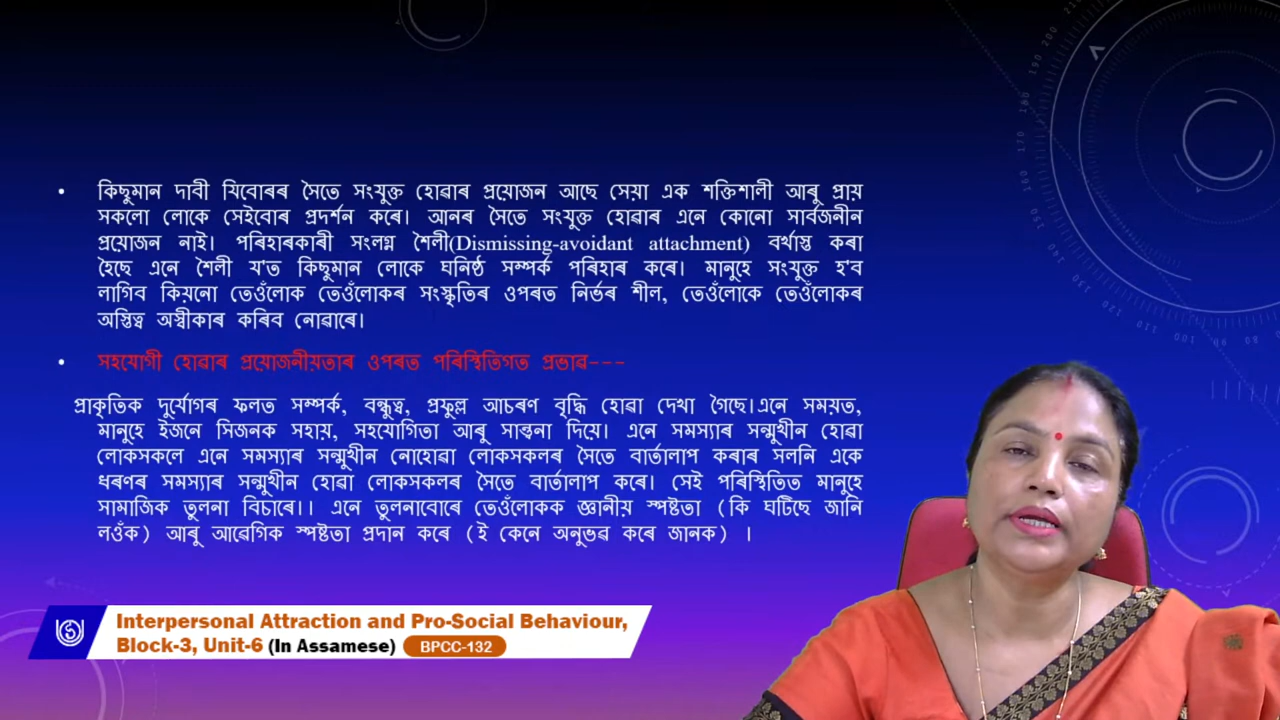 • কিছুমান দাবী যিবোৰৰ সৈতে সংযুক্ত হোৱাৰ প্ৰয়োজন আছে সেয়া এক শক্তিশালী আৰু প্ৰায়
সকলো লোকে সেইবোৰ প্ৰদৰ্শন কৰে। আনৰ সৈতে সংযুক্ত হোৱাৰ এনে কোনো সাৰ্বজনীন
প্ৰয়োজন নাই। পৰিহাৰকাৰী সংলগ্ন শৈলী(Dismissing-avoidant attachment) বৰ্খাস্ত কৰা
হৈছে এনে শৈলী য'ত কিছুমান লোকে ঘনিষ্ঠ সম্পৰ্ক পৰিহাৰ কৰে। মানুহে সংযুক্ত হ'ব
লাগিব কিয়নো তেওঁলোক তেওঁলোকৰ সংস্কৃতিৰ ওপৰত নিৰ্ভৰ শীল, তেওঁলোকে তেওঁলোকৰ
অস্তিত্ব অস্বীকাৰ কৰিব নোৱাৰে।
• সহযোগী হোৱাৰ প্ৰয়োজনীয়তাৰ ওপৰত পৰিস্থিতিগত প্ৰভাৱ---
প্ৰাকৃতিক দুৰ্যোগৰ ফলত সম্পৰ্ক, বন্ধুত্ব, প্ৰফুল্ল আচৰণ বৃদ্ধি হোৱা দেখা গৈছে।এনে সময়ত,
মানুহে ইজনে সিজনক সহায়, সহযোগিতা আৰু সান্ত্বনা দিয়ে। এনে সমস্যাৰ সন্মুখীন হোৱা
লোকসকলে এনে সমস্যাৰ সন্মুখীন নোহোৱা লোকসকলৰ সৈতে বাৰ্তালাপ কৰাৰ সলনি একে
ধৰণৰ সমস্যাৰ সন্মুখীন হোৱা লোকসকলৰ সৈতে বাৰ্তালাপ কৰে। সেই পৰিস্থিতিত মানুহে
সামাজিক তুলনা বিচাৰে।। এনে তুলনাবোৰে তেওঁলোকক জ্ঞানীয় স্পষ্টতা (কি ঘটিছে জানি
লওঁক) আৰু আৱেগিক স্পষ্টতা প্ৰদান কৰে (ই কেনে অনুভৱ কৰে জানক) ।
Interpersonal Attraction and Pro-Social Behaviour,
Block-3, Unit-6 (In Assamese) BPCC-132